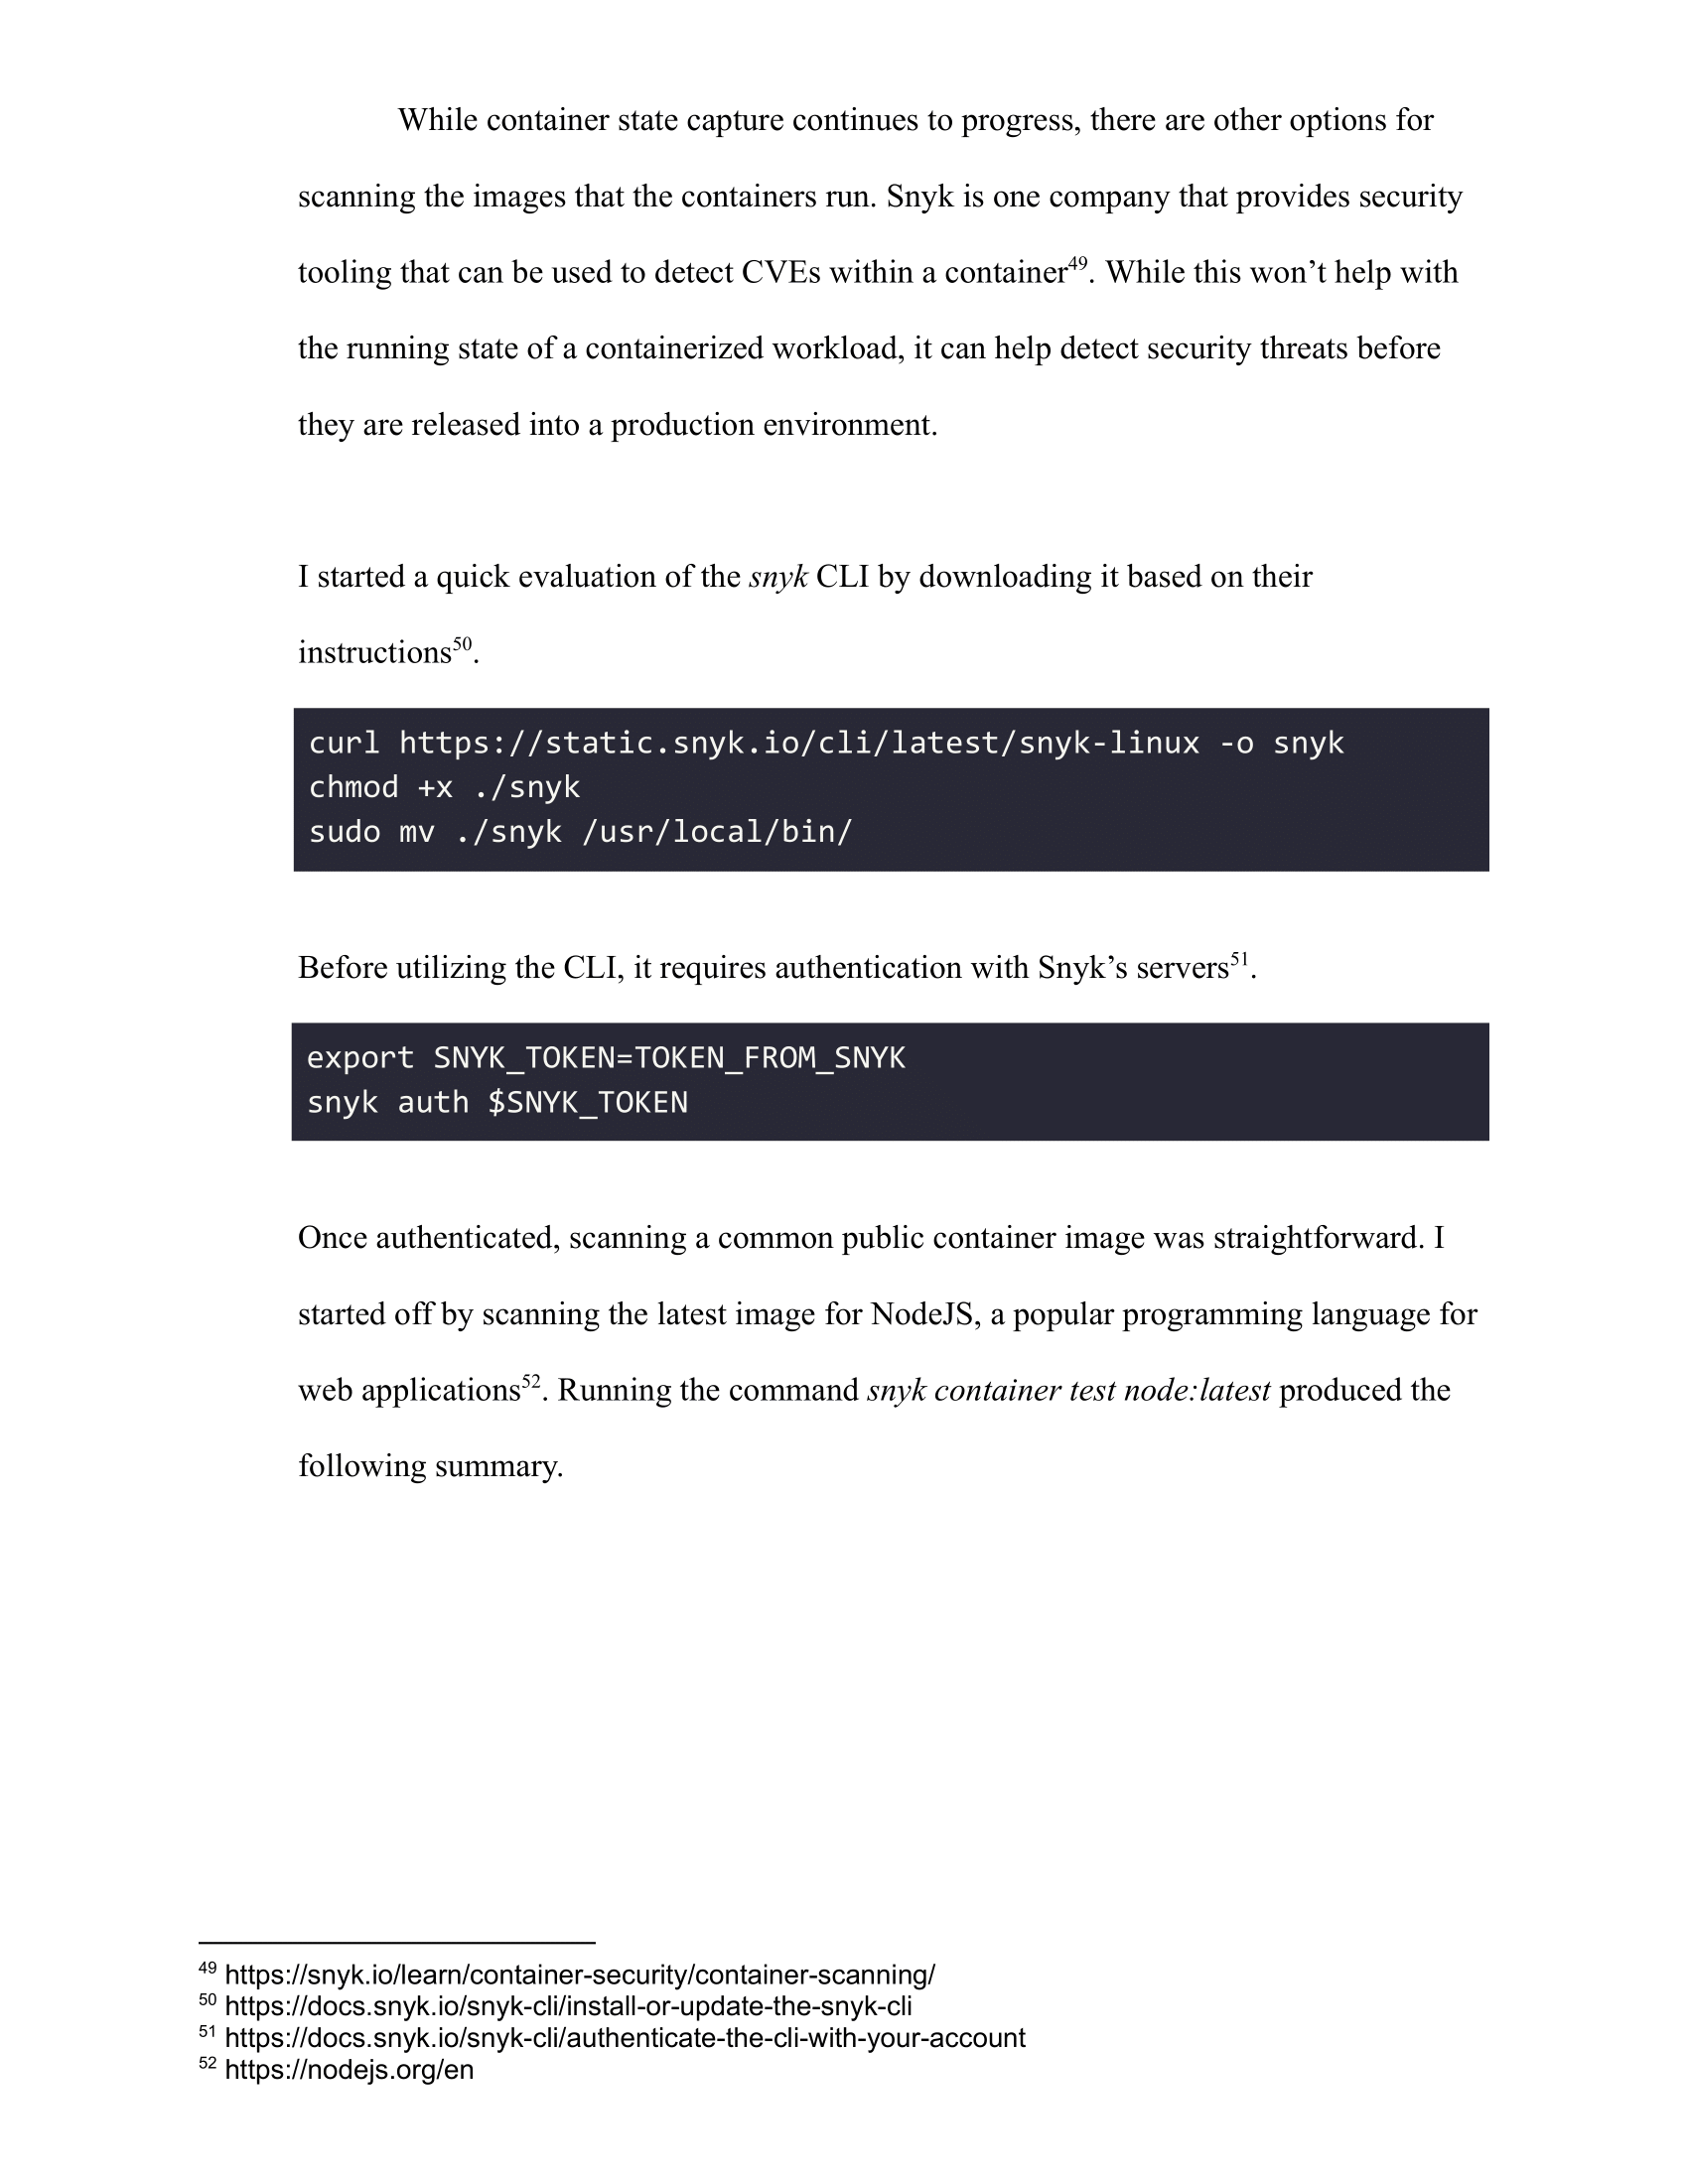 While container state capture continues to progress, there are other options for
scanning the images that the containers run. Snyk is one company that provides security
tooling that can be used to detect CVEs within a container49. While this won’t help with
the running state of a containerized workload, it can help detect security threats before
they are released into a production environment.
I started a quick evaluation of the snyk CLI by downloading it based on their
instructions50.
curl https://static.snyk.io/cli/latest/snyk-linux -o snyk
chmod +x ./snyk
sudo mv ./snyk /usr/local/bin/
Before utilizing the CLI, it requires authentication with Snyk’s servers51.
export SNYK_TOKEN=TOKEN_FROM_SNYK
snyk auth $SNYK_TOKEN
Once authenticated, scanning a common public container image was straightforward. I
started off by scanning the latest image for NodeJS, a popular programming language for
web applications52. Running the command snyk container test node:latest produced the
following summary.
49 https://snyk.io/learn/container-security/container-scanning/
50 https://docs.snyk.io/snyk-cli/install-or-update-the-snyk-cli
51 https://docs.snyk.io/snyk-cli/authenticate-the-cli-with-your-account
52 https://nodejs.org/en